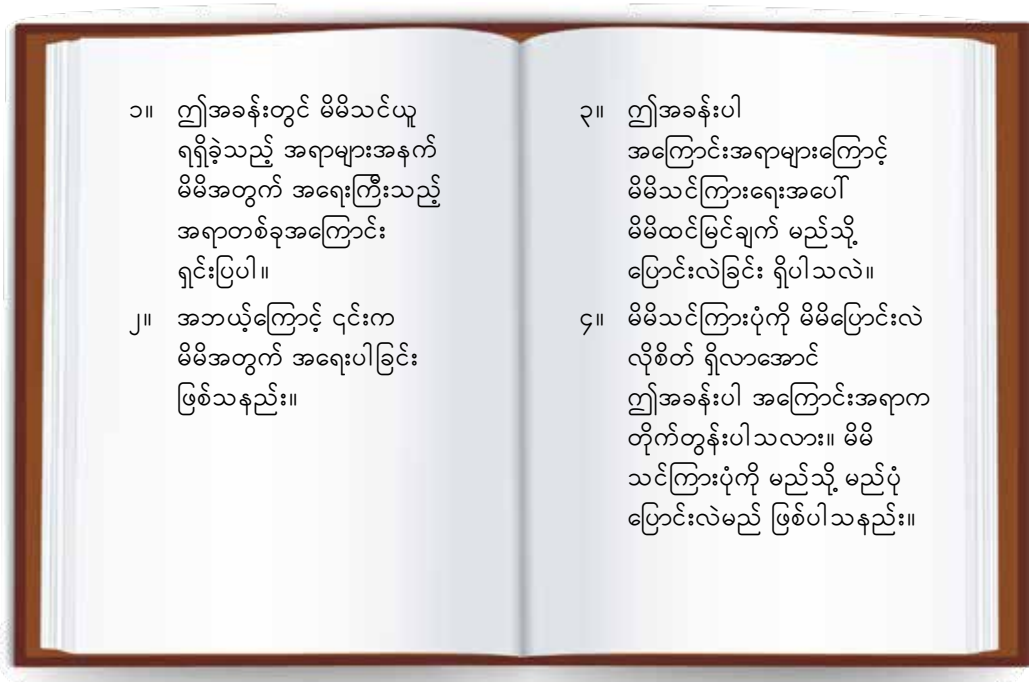 ၁။ ဤအခန်းတွင် မိမိသင်ယူ
ရရှိခဲ့သည့် အရာများအနက်
မိမိအတွက် အရေးကြီးသည့်
အရာတစ်ခုအကြောင်း
ရှင်းပြပါ။
၂။ အဘယ့်ကြောင့် ၎င်းက
မိမိအတွက် အရေးပါခြင်း
ဖြစ်သနည်း။
၃။ ဤအခန်းပါ
အကြောင်းအရာများကြောင့်
မိမိသင်ကြားရေးအပေါ်
မိမိထင်မြင်ချက် မည်သို့
ပြောင်းလဲခြင်း ရှိပါသလဲ။
၄။ မိမိသင်ကြားပုံကို မိမိပြောင်းလဲ
လိုစိတ် ရှိလာအောင်
ဤအခန်းပါ အကြောင်းအရာက
တိုက်တွန်းပါသလား။ မိမိ
သင်ကြားပုံကို မည်သို့ မည်ပုံ
ပြောင်းလဲမည် ဖြစ်ပါသနည်း။